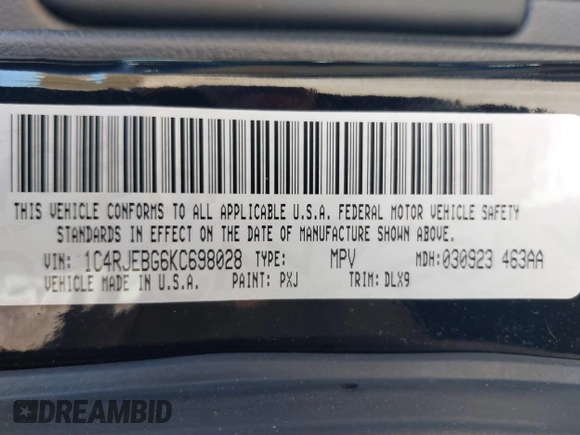 THIS VEHICLE CONFORMS TO ALL APPLICABLE U.S.A. FEDERAL MOTOR VEHICLE SAFETY
STANDARDS IN EFFECT ON THE DATE OF MANUFACTURE SHOWN ABOVE.
VIN: 1C4RJEBG6KC698028 TYPE: MPV MDH:030923 463AA
VEHICLE MADE IN U.S.A. PAINT: PXJ TRIM: DLX9
DREAMBID